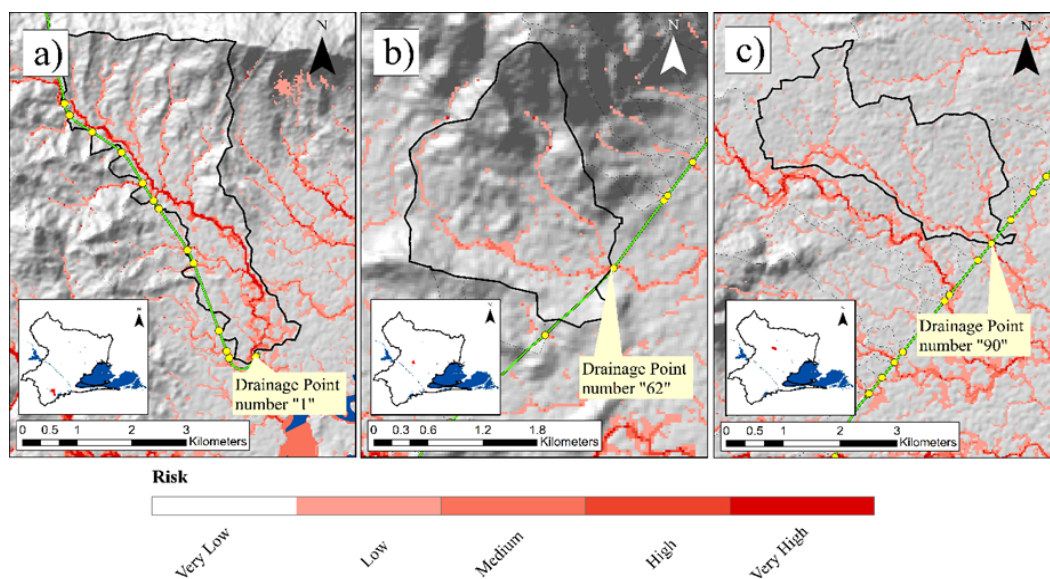 a)
N
Drainage Point
number "1"
N
0 0.5 1 2 3
Kilometers
b)
N
Drainage Point
number "62"
N
0 0.3 0.6 1.2 1.8
Kilometers
c)
N
Drainage Point
number "90"
0 0.5 1 2 3
Kilometers
Risk
Very Low
Low
Medium
High
Very High